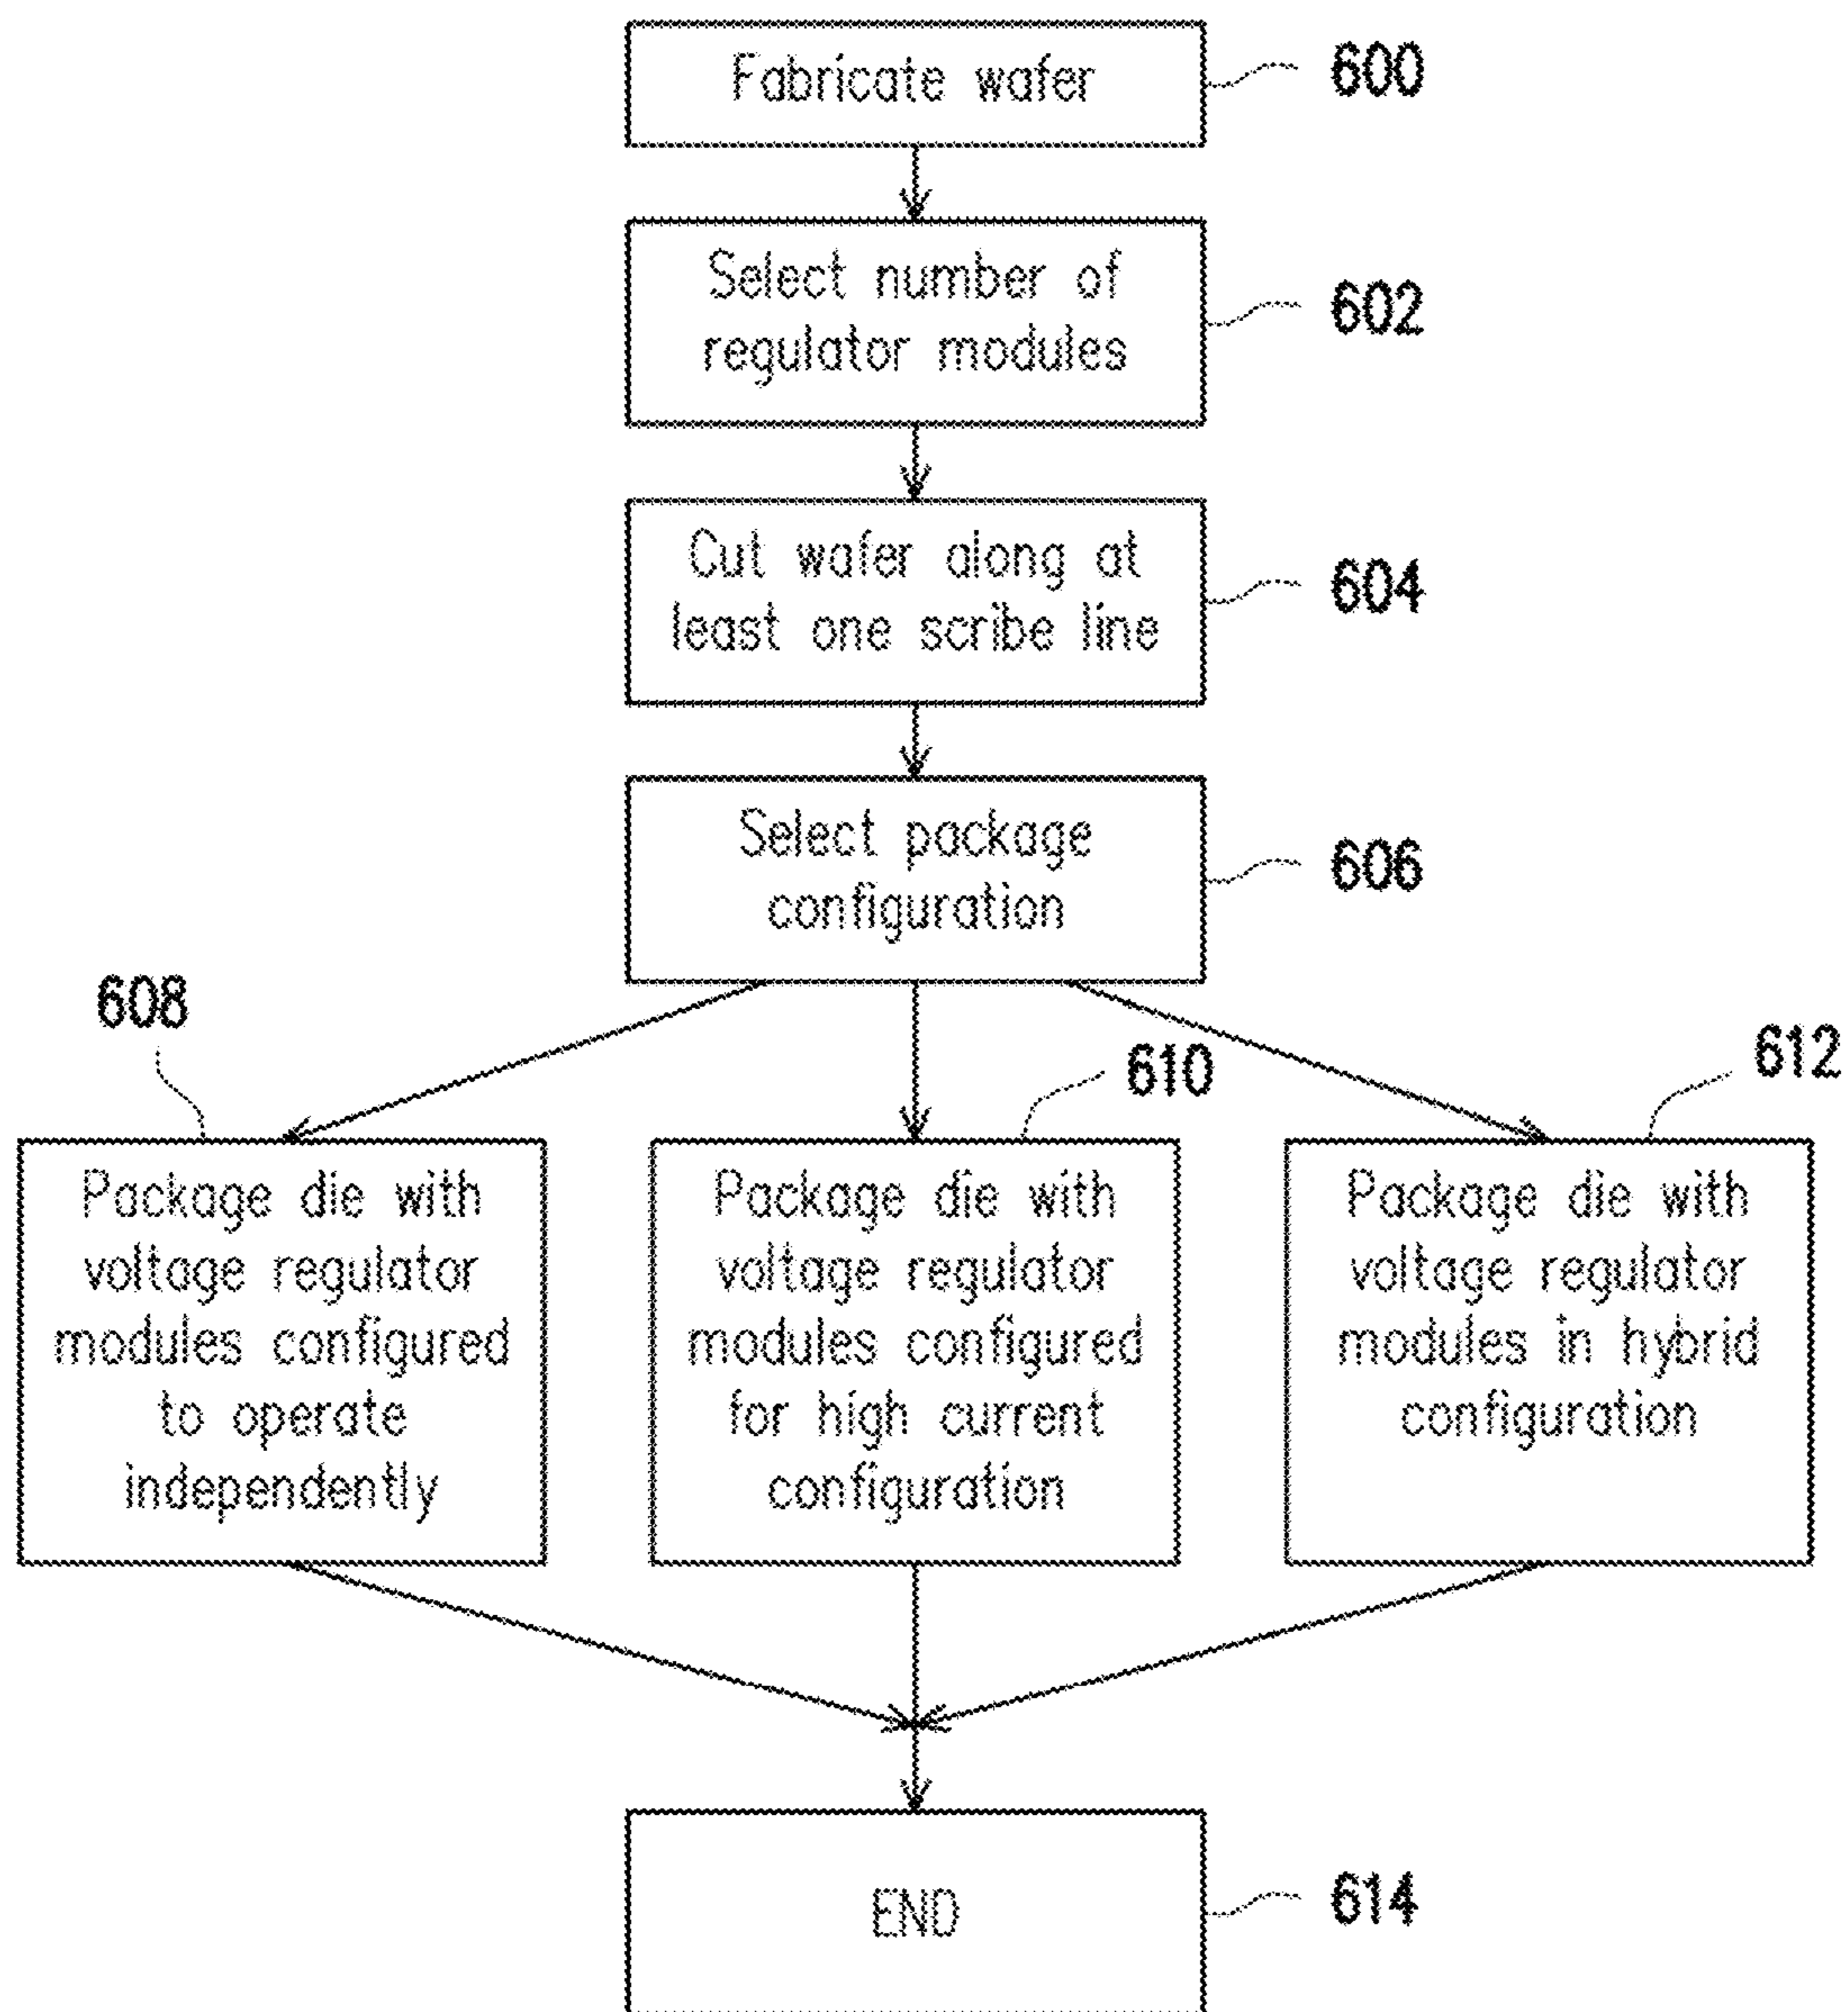 Fabricate wafer
600
Select number of
regulator modules
602
Cut wafer along at
least one scribe line
604
Select package
configuration
606
608
610
612
Package die with
voltage regulator
modules configured
to operate
independently
Package die with
voltage regulator
modules configured
for high current
configuration
Package die with
voltage regulator
modules in hybrid
configuration
END
614